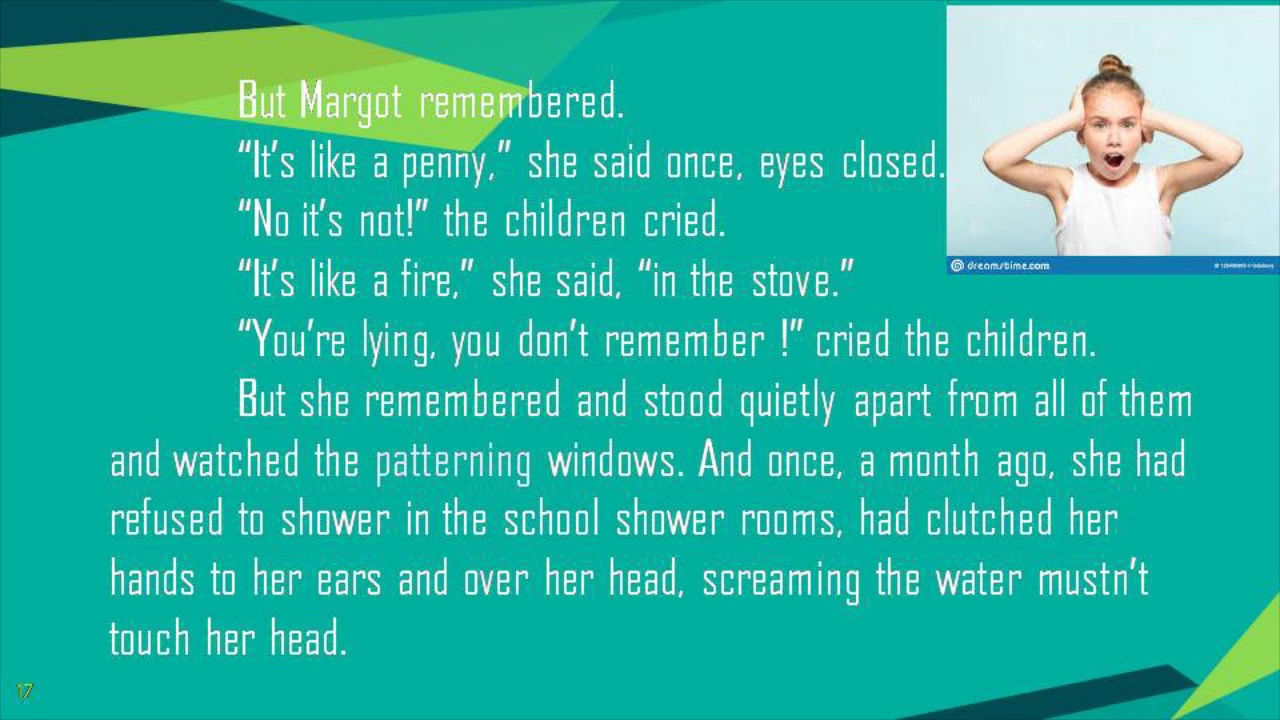 But Margot remembered.
“It’s like a penny,” she said once, eyes closed.
“No it’s not!” the children cried.
“It’s like a fire,” she said, “in the stove.”
“You’re lying, you don’t remember !” cried the children.
But she remembered and stood quietly apart from all of them
and watched the patterning windows. And once, a month ago, she had
refused to shower in the school shower rooms, had clutched her
hands to her ears and over her head, screaming the water mustn’t
touch her head.
dreamstime.com
17